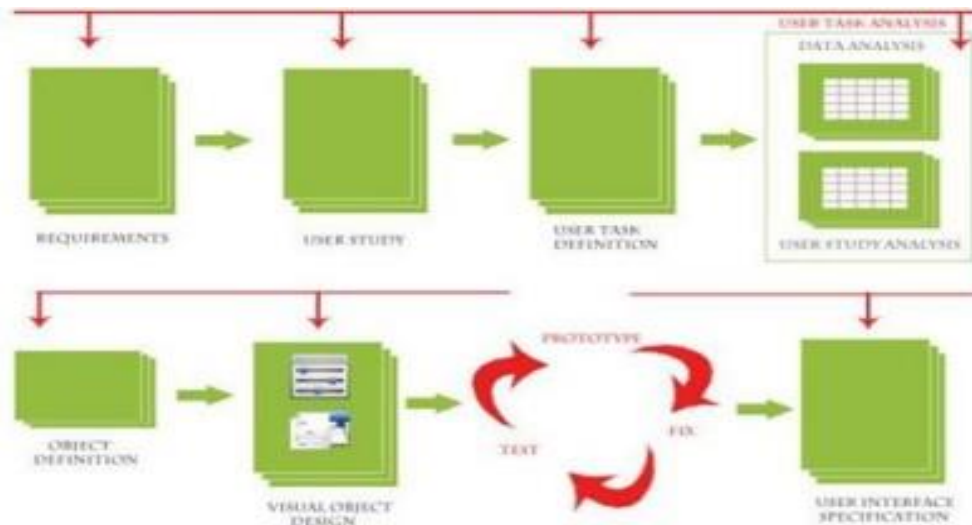 USER TASK ANALYSIS
DATA ANALYSIS
REQUIREMENTS
USER STUDY
USER TASK
DEFINITION
USER STUDY ANALYSIS
PROTOTYPE
TEST
FIX
OBJECT
DEFINITION
VISUAL OBJECT
DESIGN
USER INTERFACE
SPECIFICATION